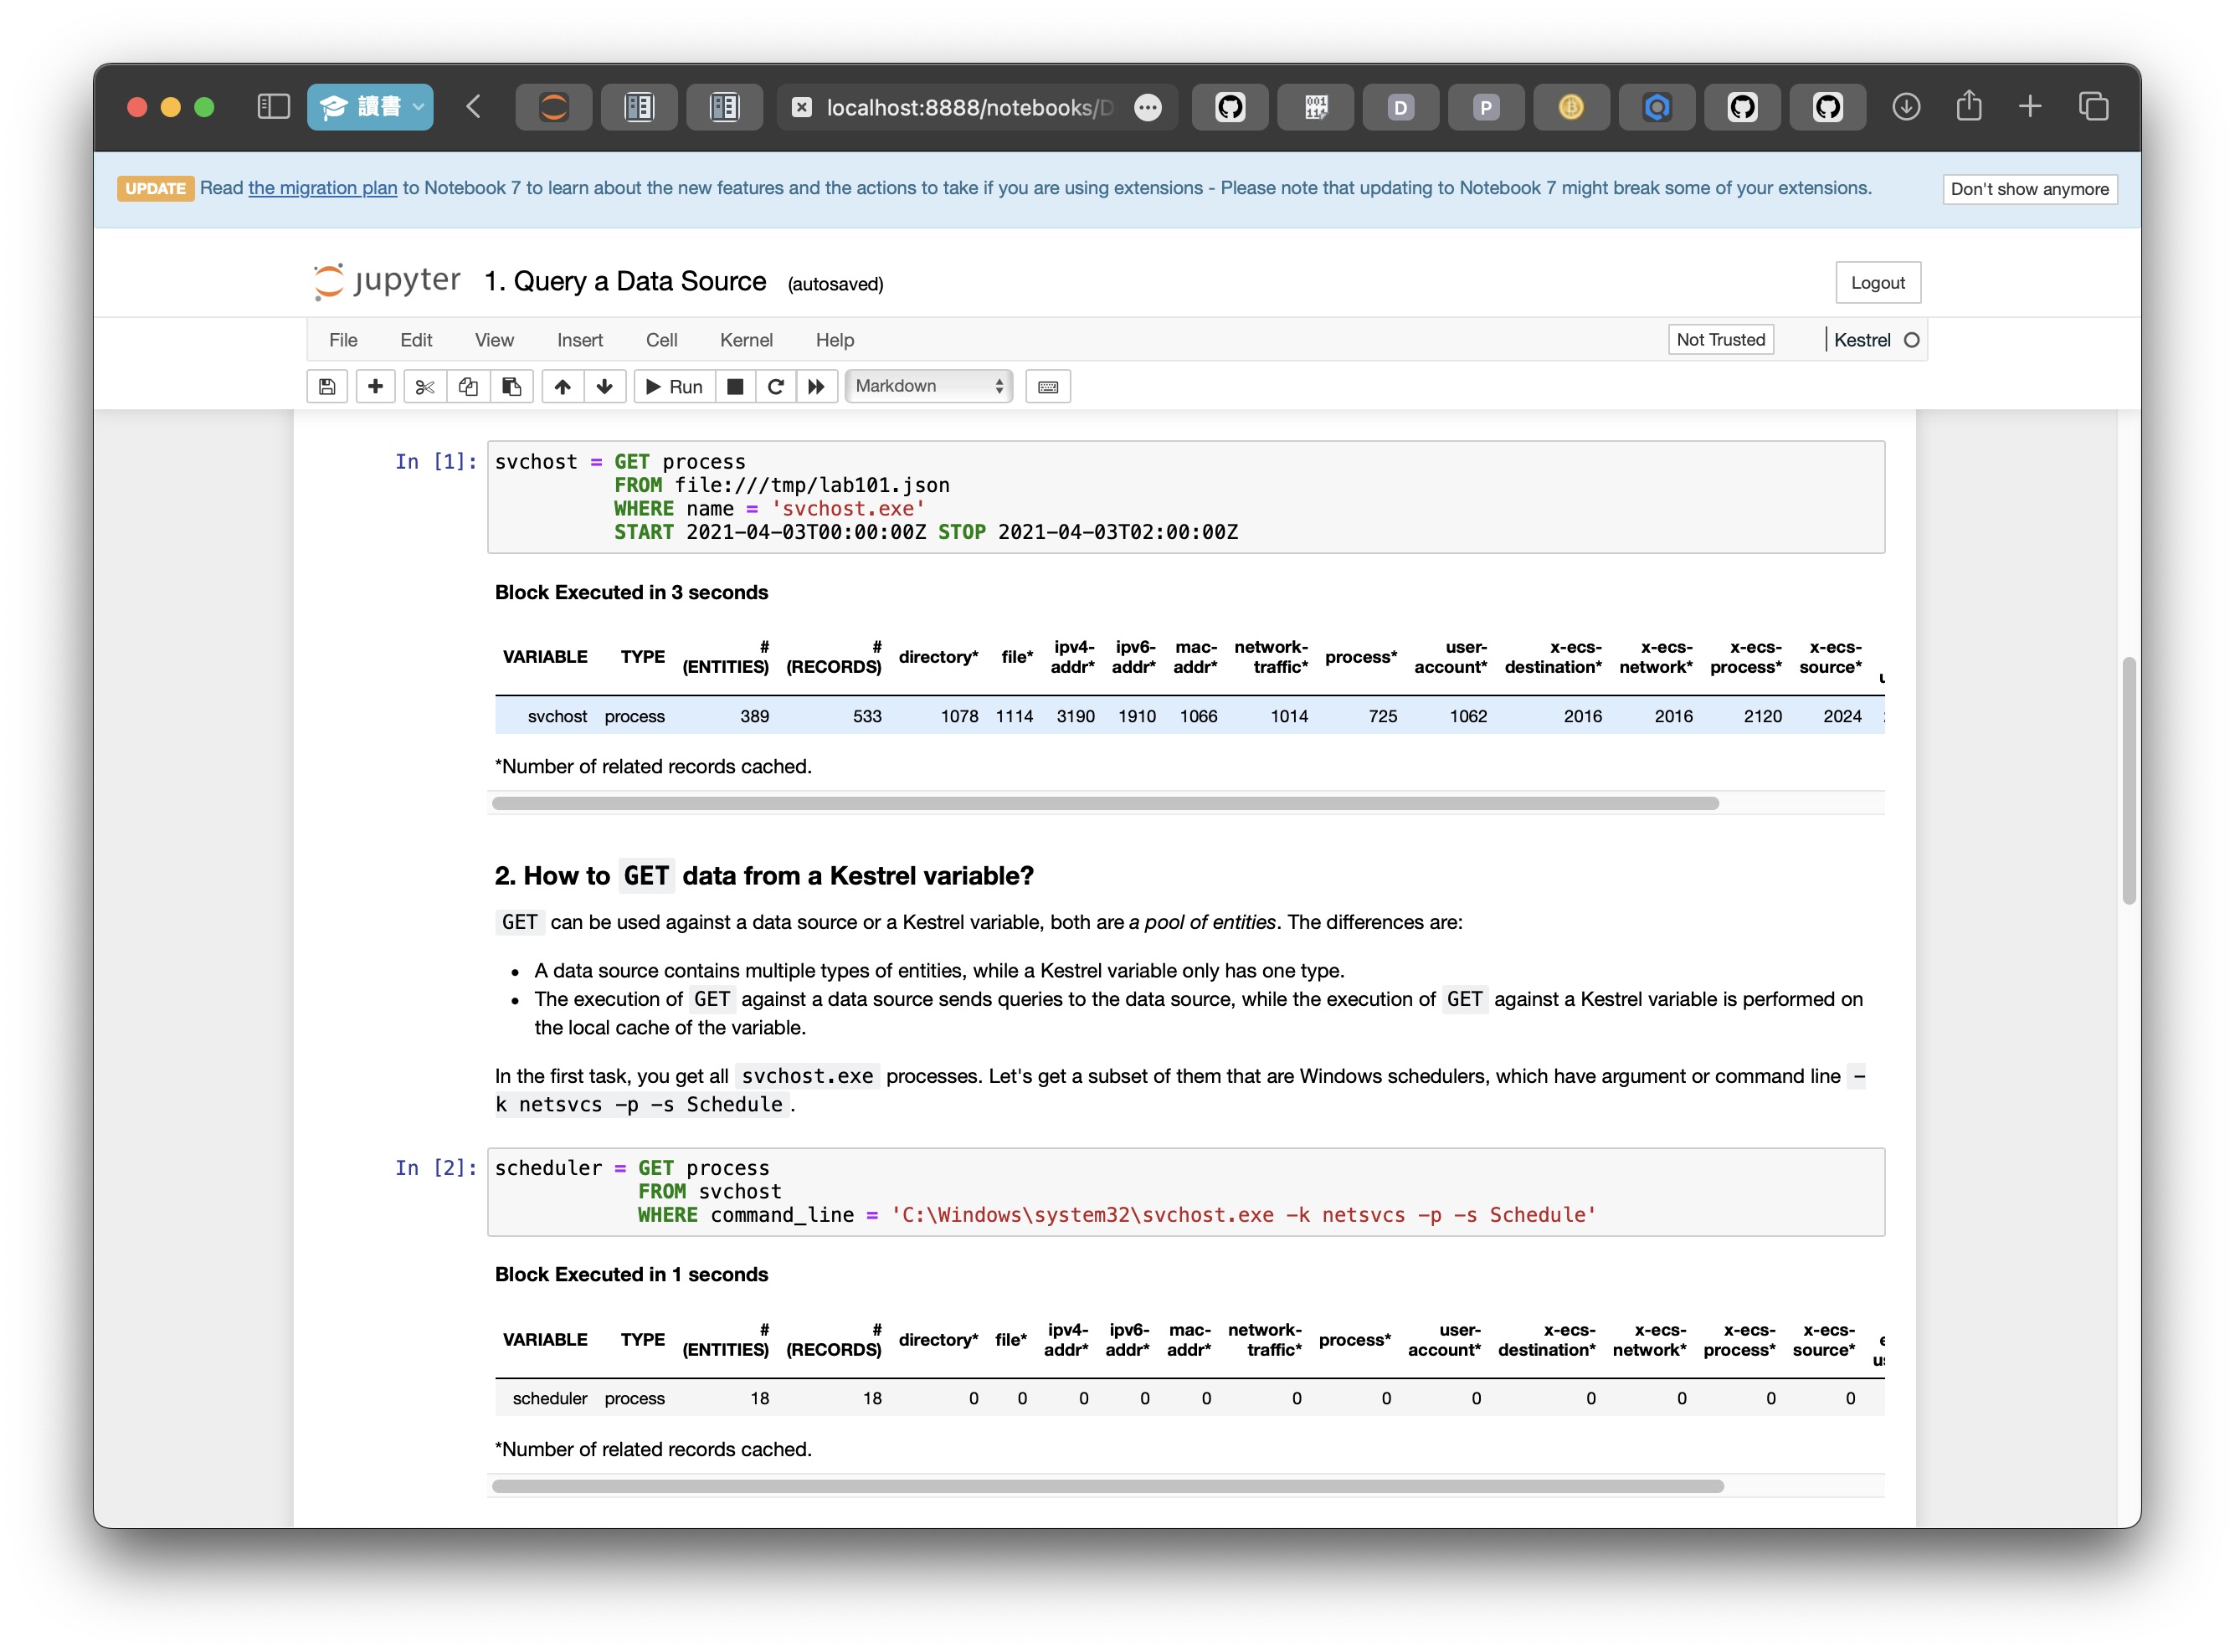 讀書
localhost:8888/notebooks/D
D
P
UPDATE Read the migration plan to Notebook 7 to learn about the new features and the actions to take if you are using extensions - Please note that updating to Notebook 7 might break some of your extensions.
Don't show anymore
jupyter 1. Query a Data Source (autosaved)
Logout
File Edit View Insert Cell Kernel Help
Not Trusted
Kestrel
Run
Markdown
In [1]:
svchost = GET process
FROM file:///tmp/lab101.json
WHERE name = 'svchost.exe'
START 2021-04-03T00:00:00Z STOP 2021-04-03T02:00:00Z
Block Executed in 3 seconds
VARIABLE TYPE # (ENTITIES) # (RECORDS) directory* file* ipv4-addr* ipv6-addr* mac-addr* network-traffic* process* user-account* x-ecs-destination* x-ecs-network* x-ecs-process* x-ecs-source*
svchost process 389 533 1078 1114 3190 1910 1066 1014 725 1062 2016 2016 2120 2024
*Number of related records cached.
2. How to GET data from a Kestrel variable?
GET can be used against a data source or a Kestrel variable, both are a pool of entities. The differences are:
• A data source contains multiple types of entities, while a Kestrel variable only has one type.
• The execution of GET against a data source sends queries to the data source, while the execution of GET against a Kestrel variable is performed on
the local cache of the variable.
In the first task, you get all svchost.exe processes. Let's get a subset of them that are Windows schedulers, which have argument or command line -
k netsvcs -p -s Schedule .
In [2]:
scheduler = GET process
FROM svchost
WHERE command_line = 'C:\Windows\system32\svchost.exe -k netsvcs -p -s Schedule'
Block Executed in 1 seconds
VARIABLE TYPE # (ENTITIES) # (RECORDS) directory* file* ipv4-addr* ipv6-addr* mac-addr* network-traffic* process* user-account* x-ecs-destination* x-ecs-network* x-ecs-process* x-ecs-source*
scheduler process 18 18 0 0 0 0 0 0 0 0 0 0 0 0
*Number of related records cached.